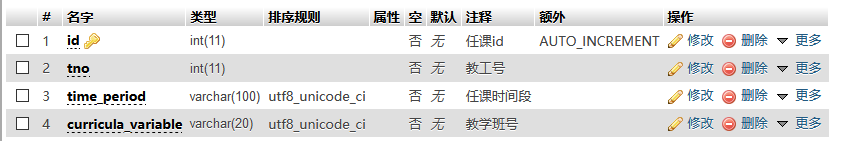 # 名字 类型 排序规则 属性 空 默认 注释 额外 操作
1 id int(11) 否 无 任课id AUTO_INCREMENT 修改 删除 更多
2 tno int(11) 否 无 教工号 修改 删除 更多
3 time_period varchar(100) utf8_unicode_ci 否 无 任课时间段 修改 删除 更多
4 curricula_variable varchar(20) utf8_unicode_ci 否 无 教学班号 修改 删除 更多